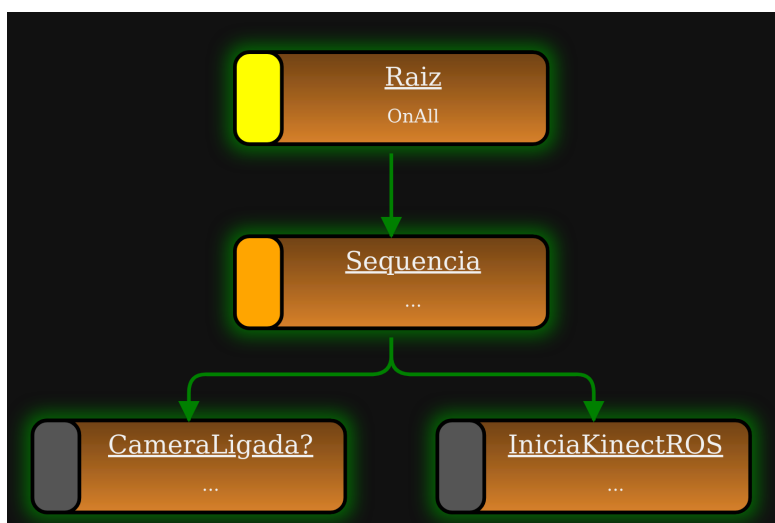 Raiz
OnAll
Sequencia
...
CameraLigada?
...
IniciaKinectROS
...